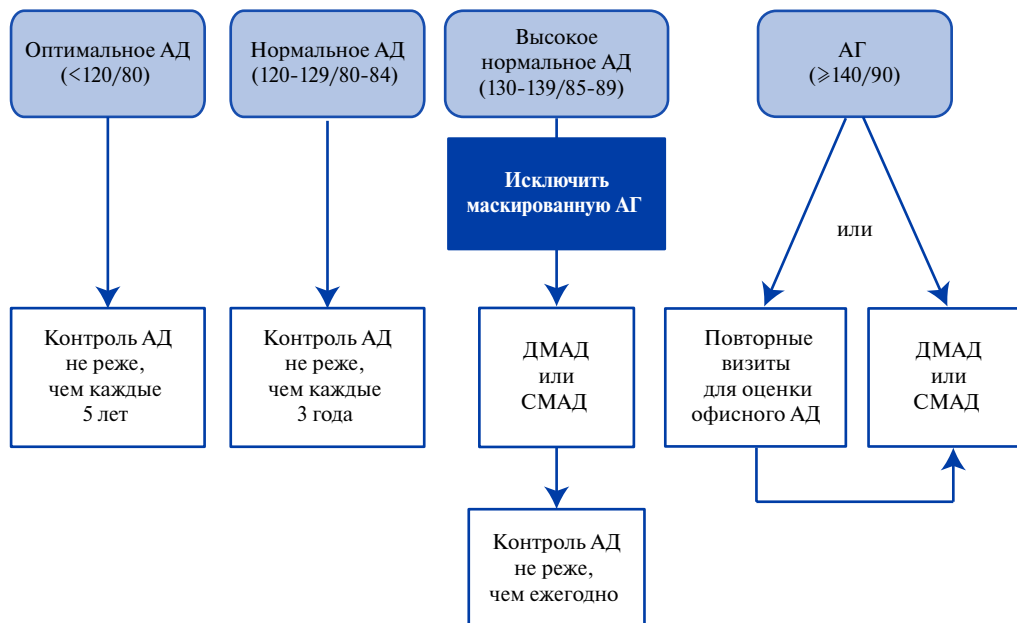 Оптимальное АД
(<120/80)
Нормальное АД
(120-129/80-84)
Высокое
нормальное АД
(130-139/85-89)
АГ
(⩾140/90)
Исключить
маскированную АГ
или
Контроль АД
не реже,
чем каждые
5 лет
Контроль АД
не реже,
чем каждые
3 года
ДМАД
или
СМАД
Повторные
визиты
для оценки
офисного АД
ДМАД
или
СМАД
Контроль АД
не реже,
чем ежегодно